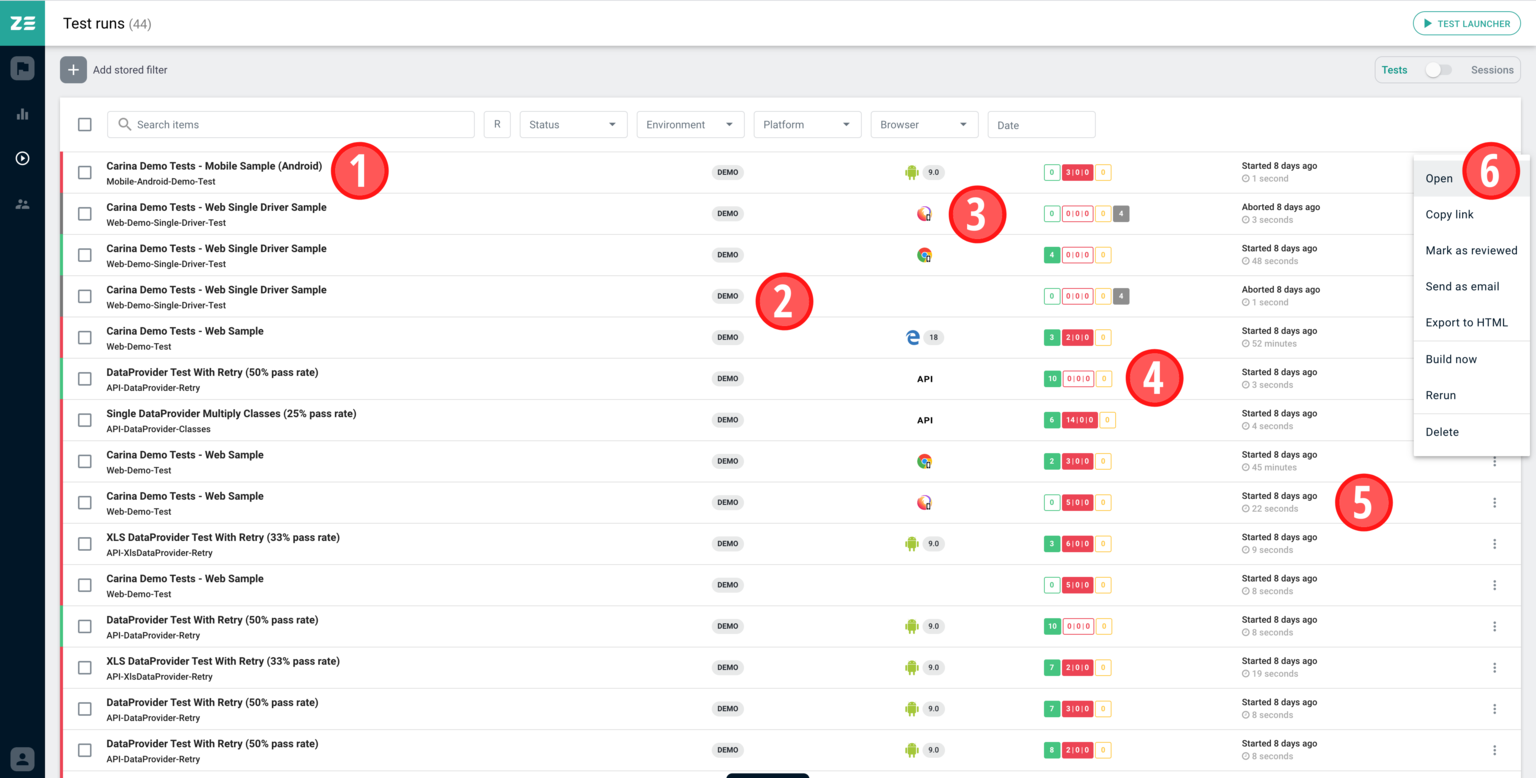 ZE
Test runs (44)
TEST LAUNCHER
Add stored filter
Tests
Sessions
Search items
R
Status
Environment
Platform
Browser
Date
Carina Demo Tests - Mobile Sample (Android)
Mobile-Android-Demo-Test
1
DEMO
9.0
0 3|0|0 0
Started 8 days ago
1 second
Open
6
Carina Demo Tests - Web Single Driver Sample
Web-Demo-Single-Driver-Test
DEMO
3
0 0|0|0 0 4
Aborted 8 days ago
3 seconds
Copy link
Carina Demo Tests - Web Single Driver Sample
Web-Demo-Single-Driver-Test
DEMO
4 0|0|0 0
Started 8 days ago
48 seconds
Mark as reviewed
Carina Demo Tests - Web Single Driver Sample
Web-Demo-Single-Driver-Test
DEMO
2
0 0|0|0 0 4
Aborted 8 days ago
1 second
Send as email
Carina Demo Tests - Web Sample
Web-Demo-Test
DEMO
18
3 2|0|0 0
Started 8 days ago
52 minutes
Export to HTML
DataProvider Test With Retry (50% pass rate)
API-DataProvider-Retry
DEMO
API
10 0|0|0 0
4
Started 8 days ago
3 seconds
Build now
Rerun
Single DataProvider Multiply Classes (25% pass rate)
API-DataProvider-Classes
DEMO
API
6 14|0|0 0
Started 8 days ago
4 seconds
Delete
Carina Demo Tests - Web Sample
Web-Demo-Test
DEMO
2 3|0|0 0
Started 8 days ago
45 minutes
Carina Demo Tests - Web Sample
Web-Demo-Test
DEMO
0 5|0|0 0
Started 8 days ago
22 seconds
5
XLS DataProvider Test With Retry (33% pass rate)
API-XlsDataProvider-Retry
DEMO
9.0
3 6|0|0 0
Started 8 days ago
9 seconds
Carina Demo Tests - Web Sample
Web-Demo-Test
DEMO
0 5|0|0 0
Started 8 days ago
8 seconds
DataProvider Test With Retry (50% pass rate)
API-DataProvider-Retry
DEMO
9.0
10 0|0|0 0
Started 8 days ago
8 seconds
XLS DataProvider Test With Retry (33% pass rate)
API-XlsDataProvider-Retry
DEMO
9.0
7 2|0|0 0
Started 8 days ago
19 seconds
DataProvider Test With Retry (50% pass rate)
API-DataProvider-Retry
DEMO
9.0
7 3|0|0 0
Started 8 days ago
8 seconds
DataProvider Test With Retry (50% pass rate)
API-DataProvider-Retry
DEMO
9.0
8 2|0|0 0
Started 8 days ago
8 seconds